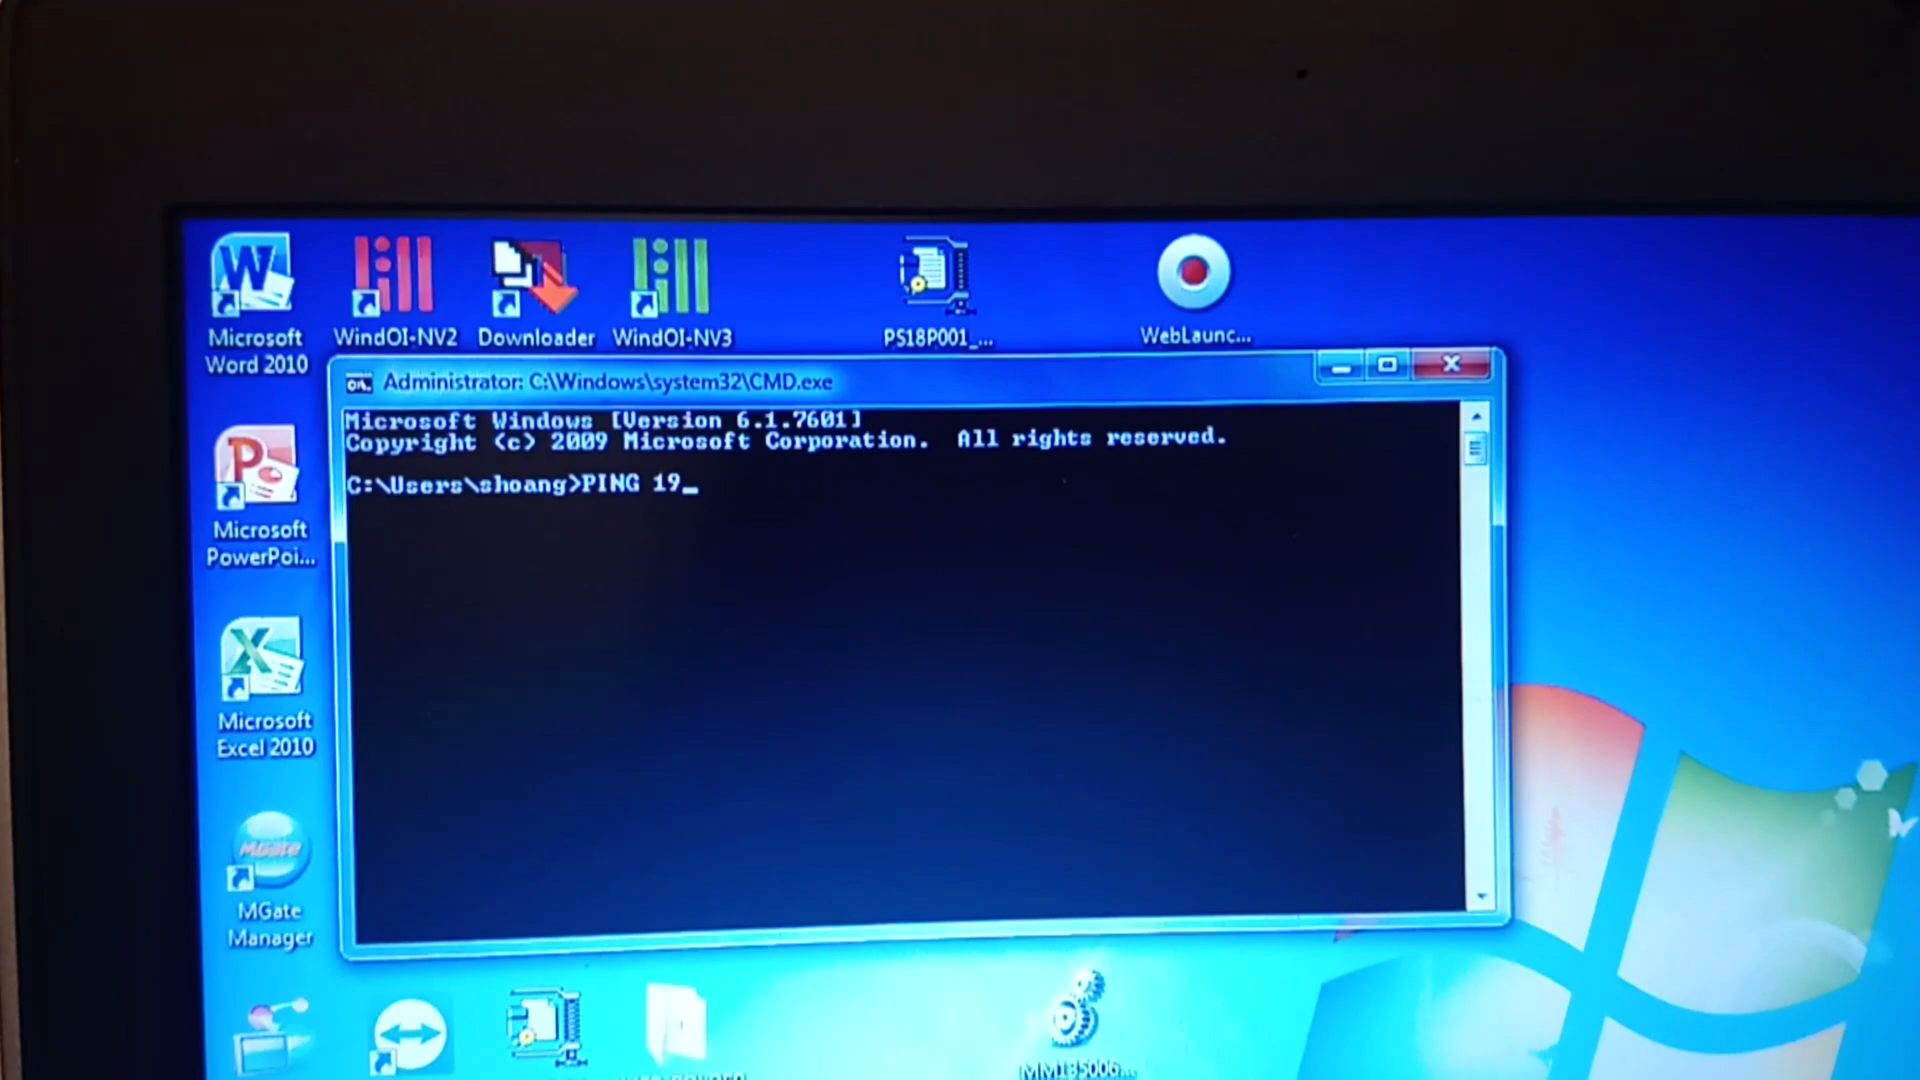 Microsoft
Word 2010
WindOI-NV2
Downloader
WindOI-NV3
PS18P001_...
WebLaunc...
Administrator: C:\Windows\system32\CMD.exe
Microsoft Windows [Version 6.1.7601]
Copyright (c) 2009 Microsoft Corporation.  All rights reserved.
C:\Users\shoang>PING 19_
Microsoft
PowerPoi...
Microsoft
Excel 2010
MGate
MGate
Manager